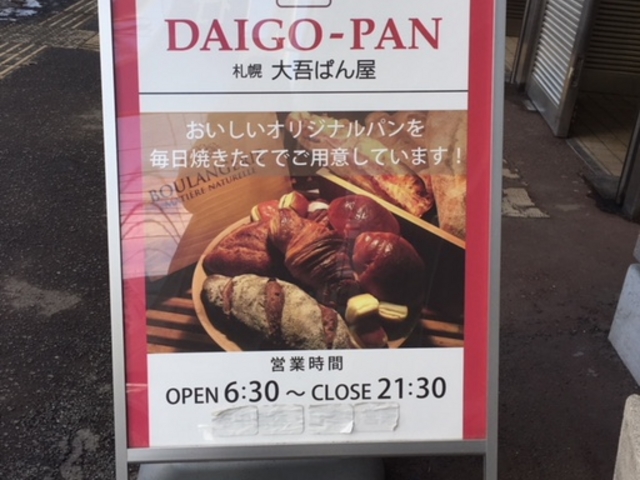 DAIGO-PAN
札幌 大吾ぱん屋
おいしいオリジナルパンを
毎日焼きたてでご用意しています！
営業時間
OPEN 6:30 〜 CLOSE 21:30